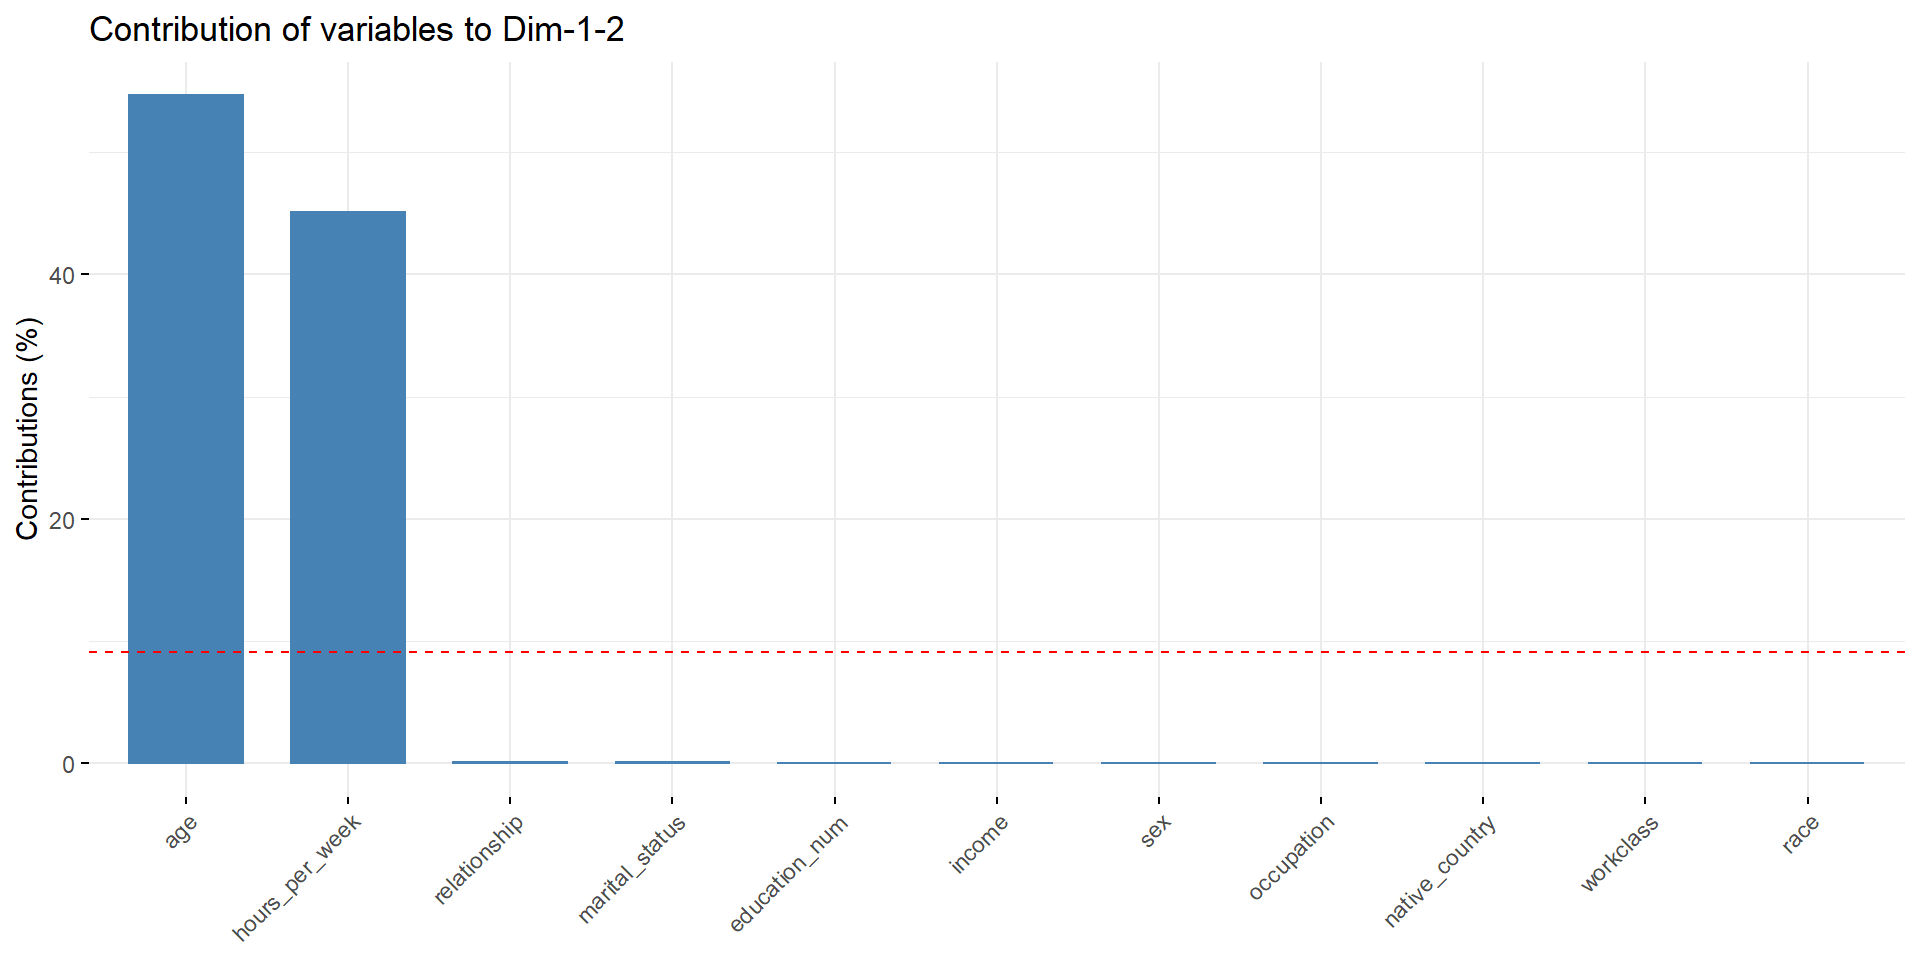 Contribution of variables to Dim-1-2
Contributions (%)
40
20
0
age
hours_per_week
relationship
marital_status
education_num
income
sex
occupation
native_country
workclass
race